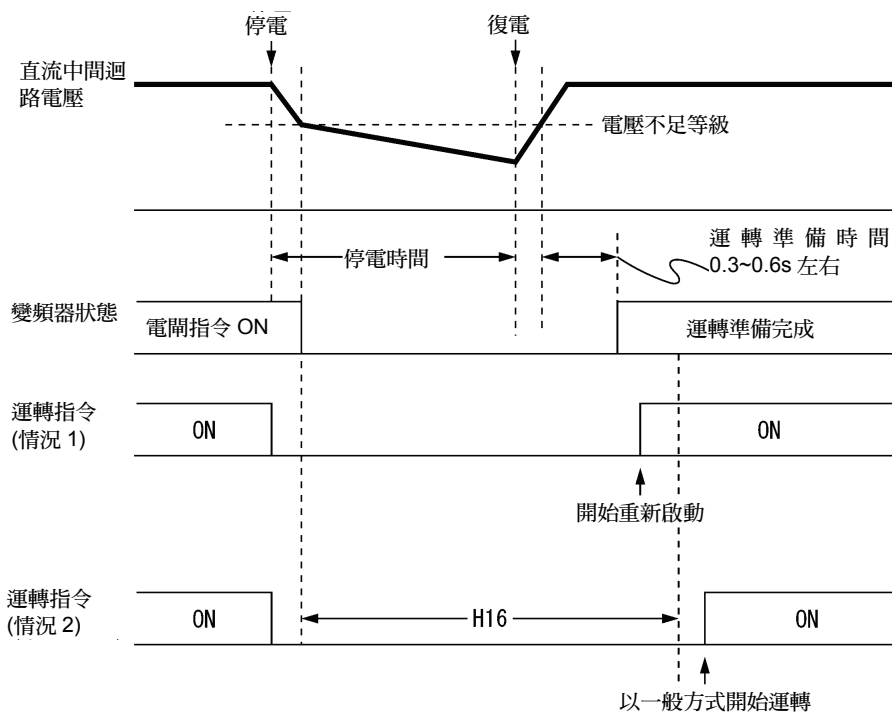 停電
復電
直流中間迴
路電壓
電壓不足等級
運轉準備時間
0.3~0.6s 左右
停電時間
變頻器狀態
電閘指令 ON
運轉準備完成
運轉指令
(情況 1)
ON
ON
開始重新啟動
運轉指令
(情況 2)
ON
H16
ON
以一般方式開始運轉